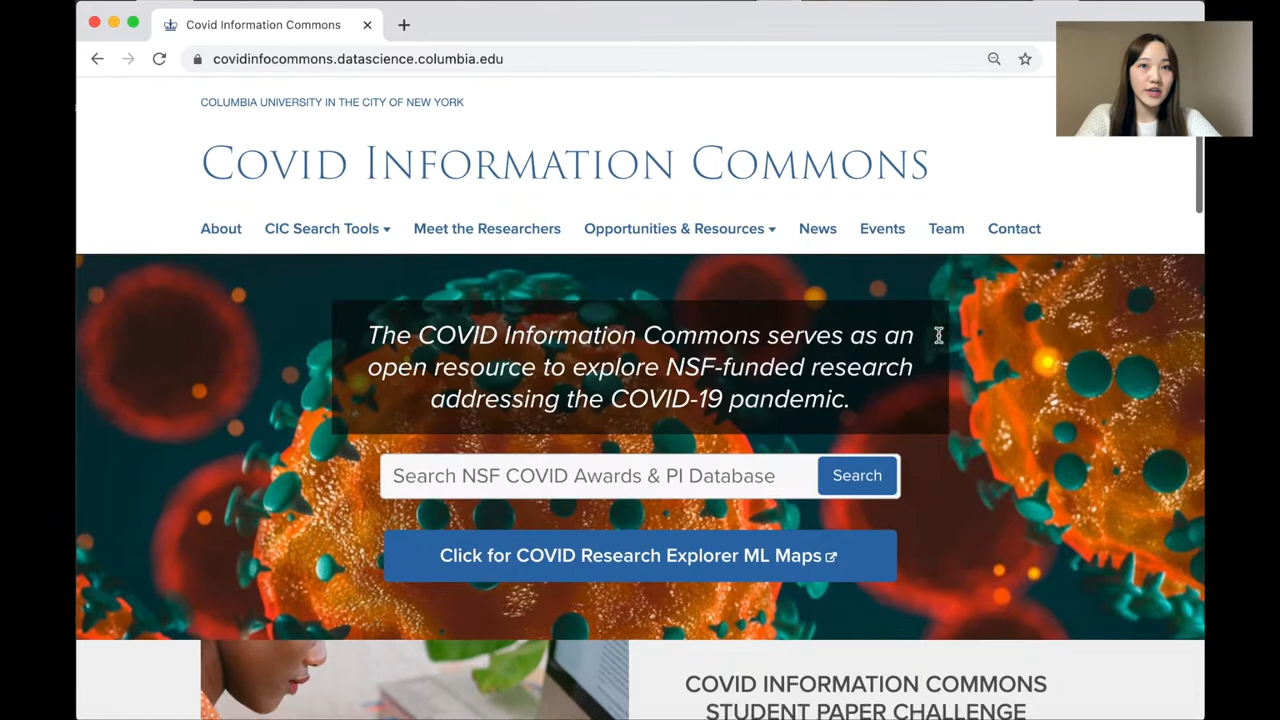 Covid Information Commons
covidinfocommons.datascience.columbia.edu
COLUMBIA UNIVERSITY IN THE CITY OF NEW YORK
COVID INFORMATION COMMONS
About CIC Search Tools Meet the Researchers Opportunities & Resources News Events Team Contact
The COVID Information Commons serves as an
open resource to explore NSF-funded research
addressing the COVID-19 pandemic.
Search NSF COVID Awards & PI Database Search
Click for COVID Research Explorer ML Maps
COVID INFORMATION COMMONS
STUDENT PAPER CHALLENGE